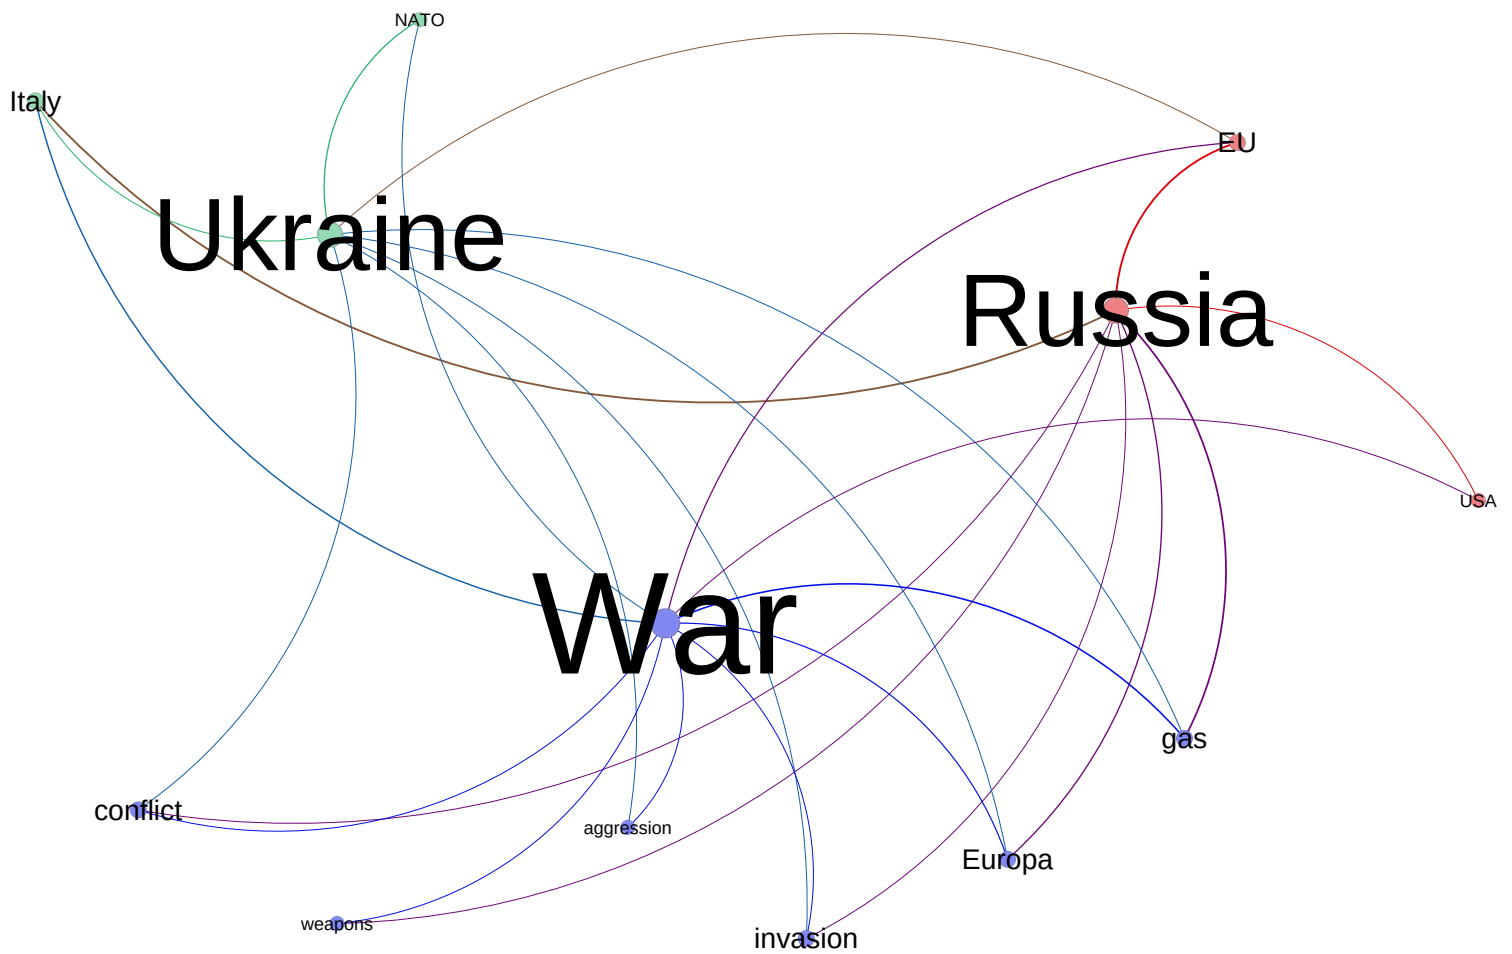 NATO
Italy
EU
Ukraine
Russia
USA
War
gas
conflict
aggression
Europa
weapons
invasion